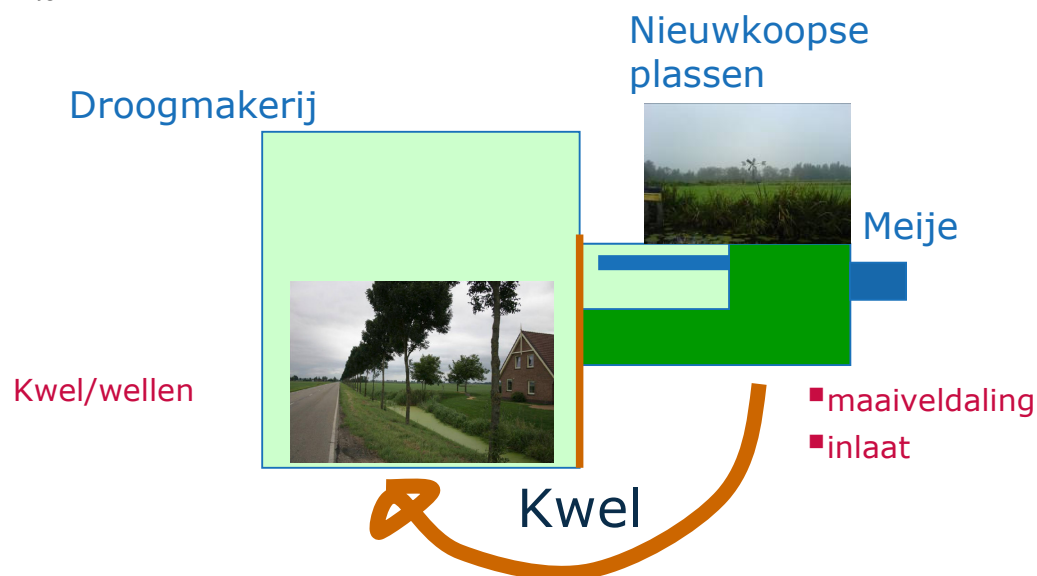 Nieuwkoopse
plassen
Droogmakerij
Meije
Kwel/wellen
▪maaiveldaling
▪inlaat
Kwel